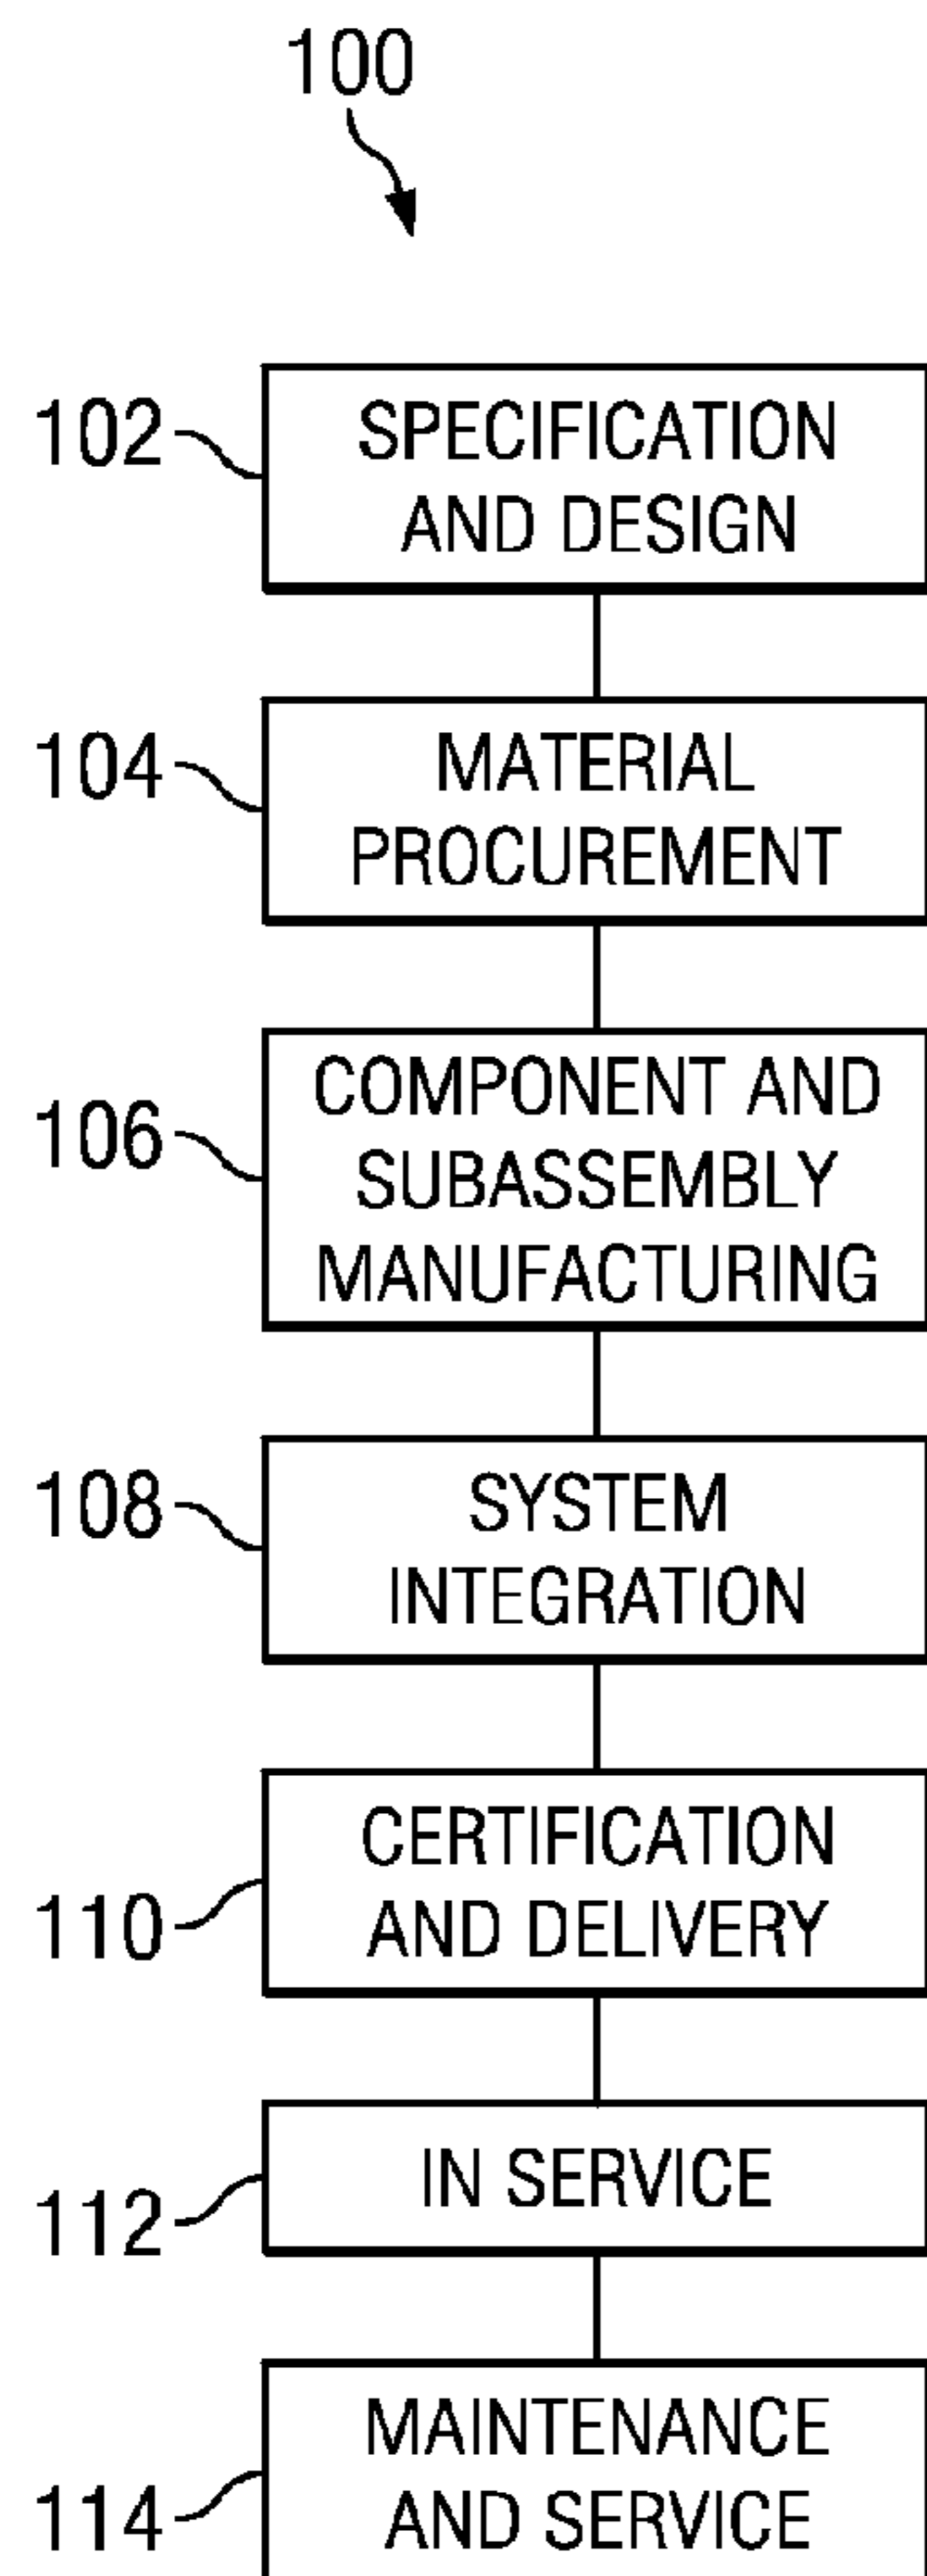 100
102
SPECIFICATION
AND DESIGN
104
MATERIAL
PROCUREMENT
106
COMPONENT AND
SUBASSEMBLY
MANUFACTURING
108
SYSTEM
INTEGRATION
110
CERTIFICATION
AND DELIVERY
112
IN SERVICE
114
MAINTENANCE
AND SERVICE